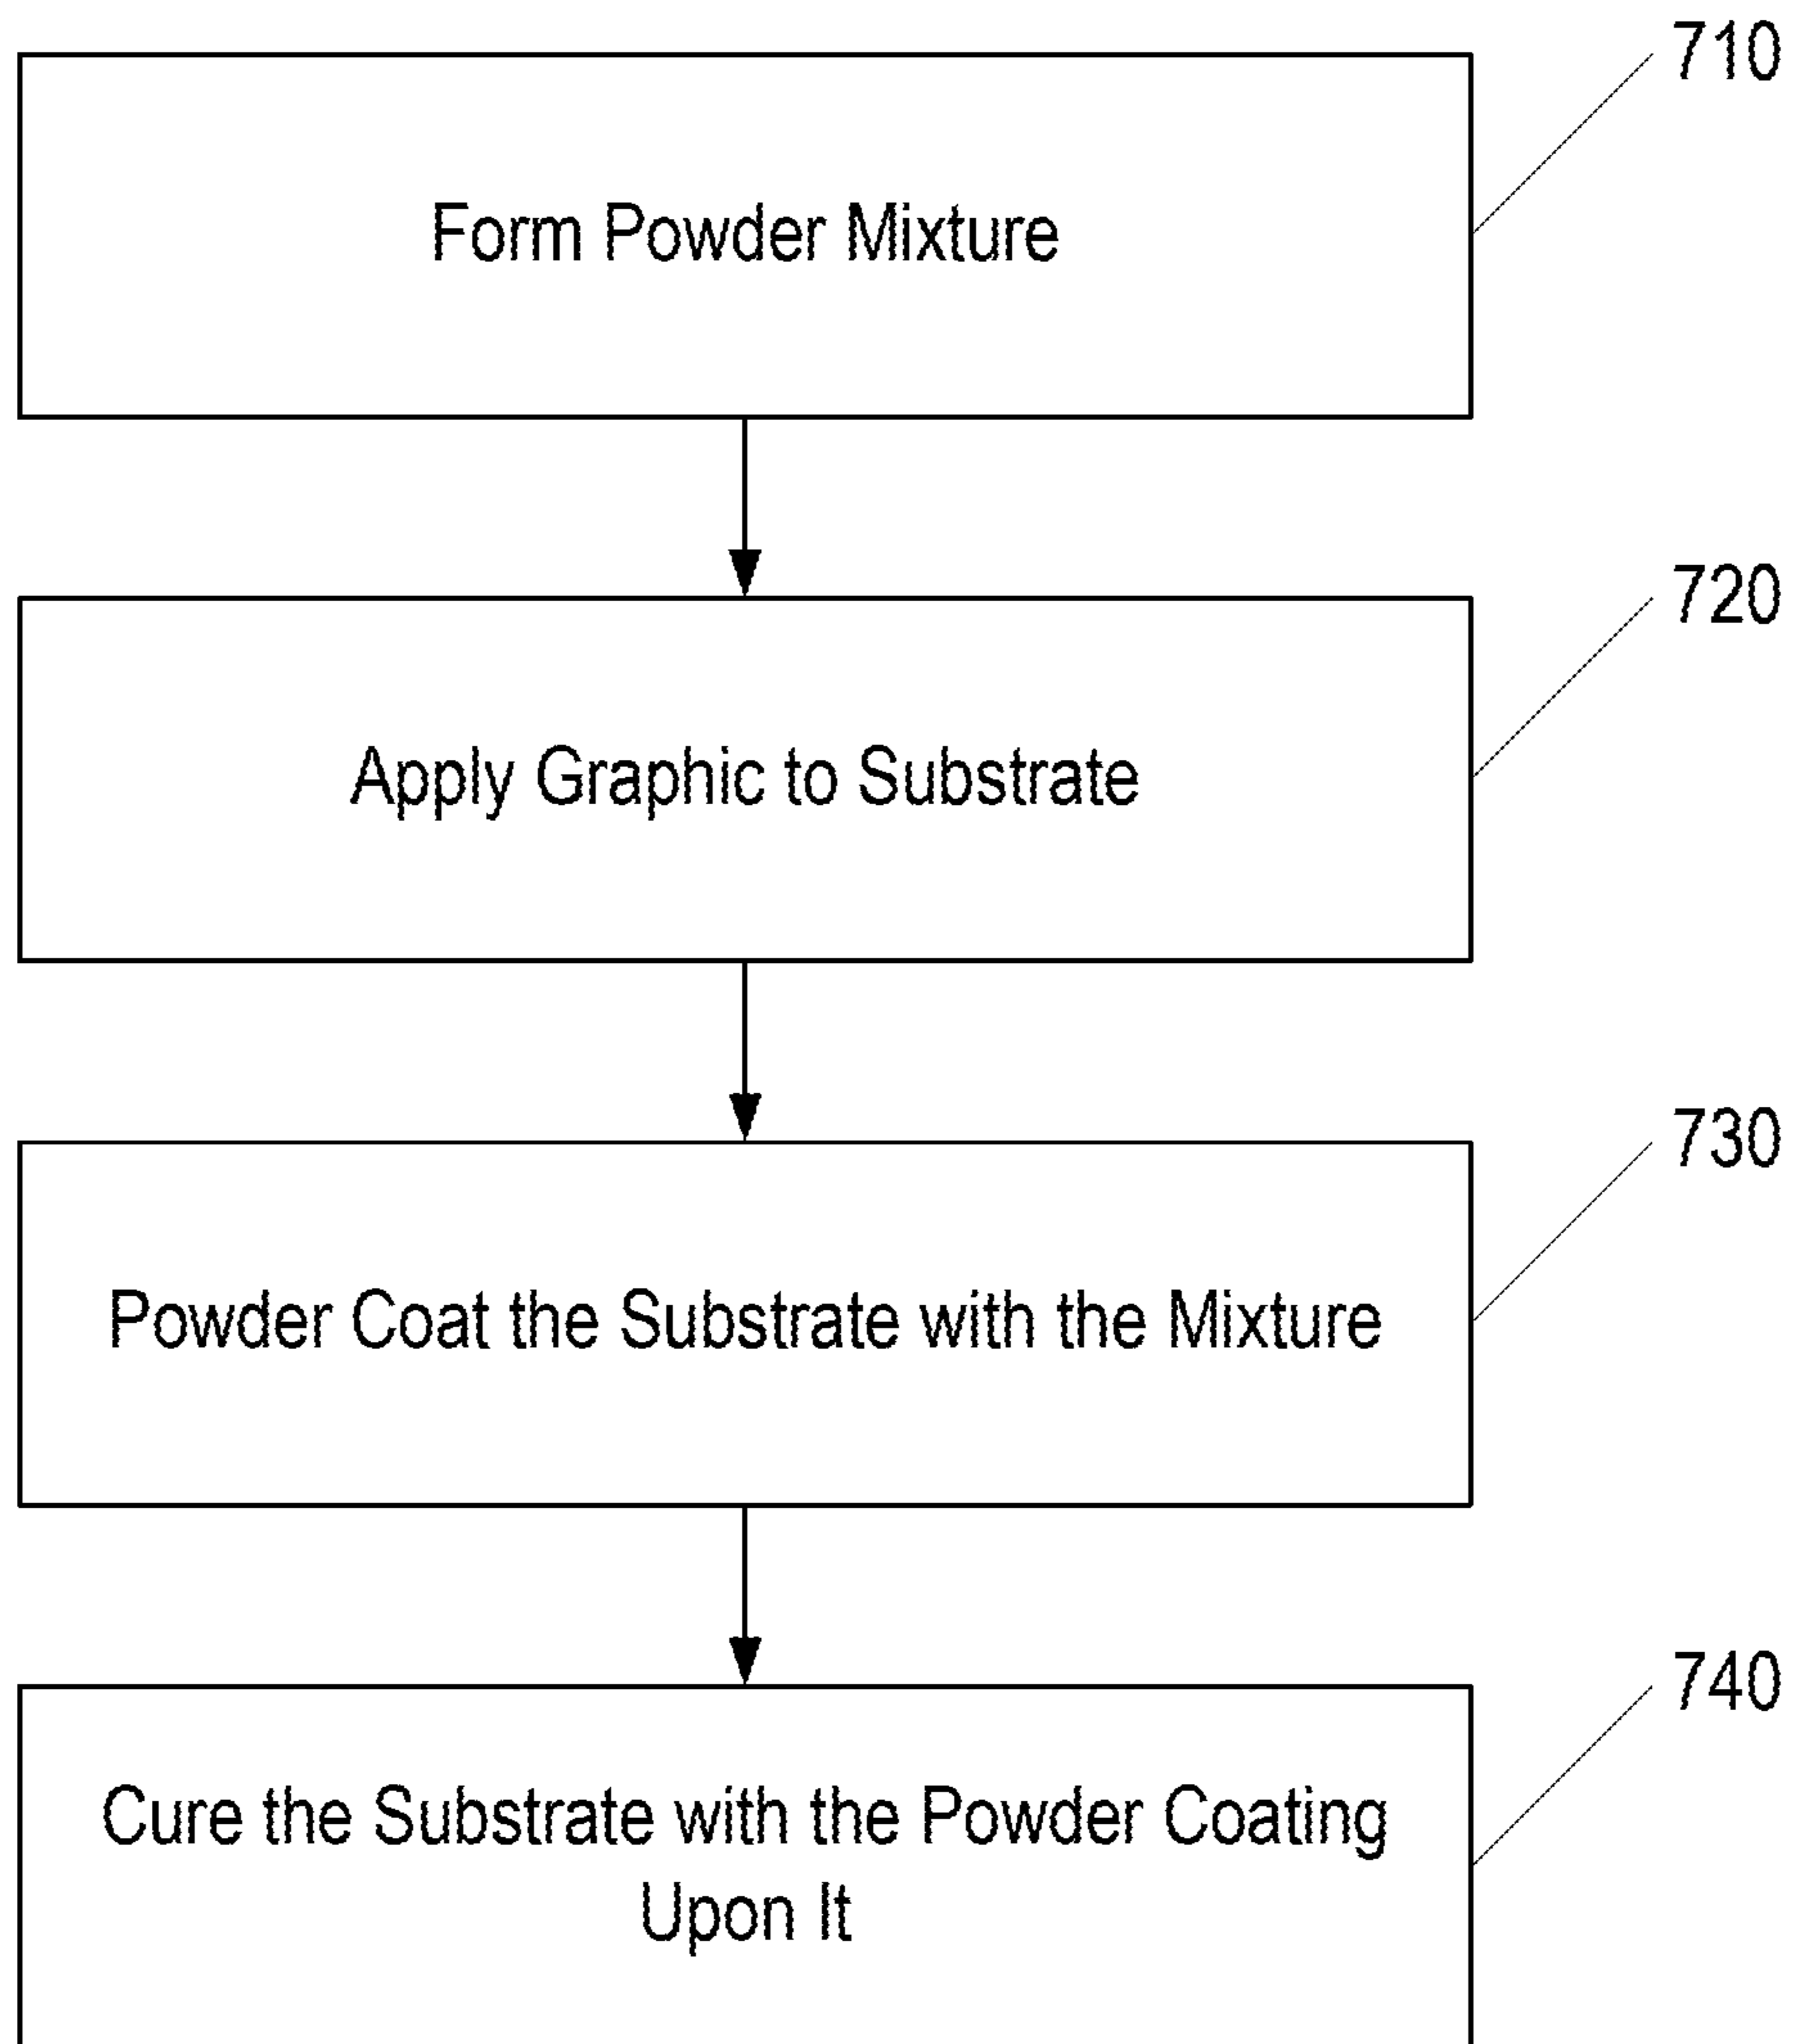 710
Form Powder Mixture
720
Apply Graphic to Substrate
730
Powder Coat the Substrate with the Mixture
740
Cure the Substrate with the Powder Coating
Upon It